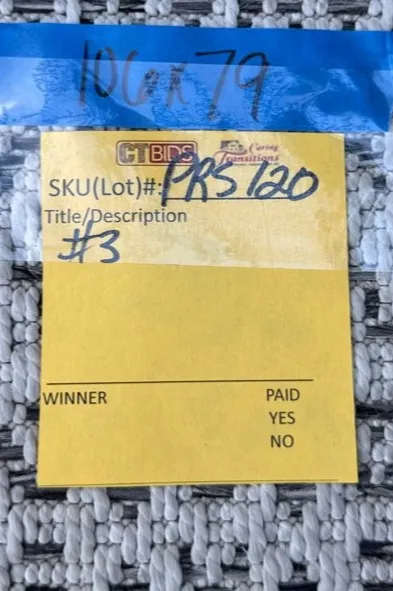 106x79
CTBIDS Caring Transitions
SKU(Lot)#: PRS120
Title/Description
#3
WINNER PAID
YES
NO